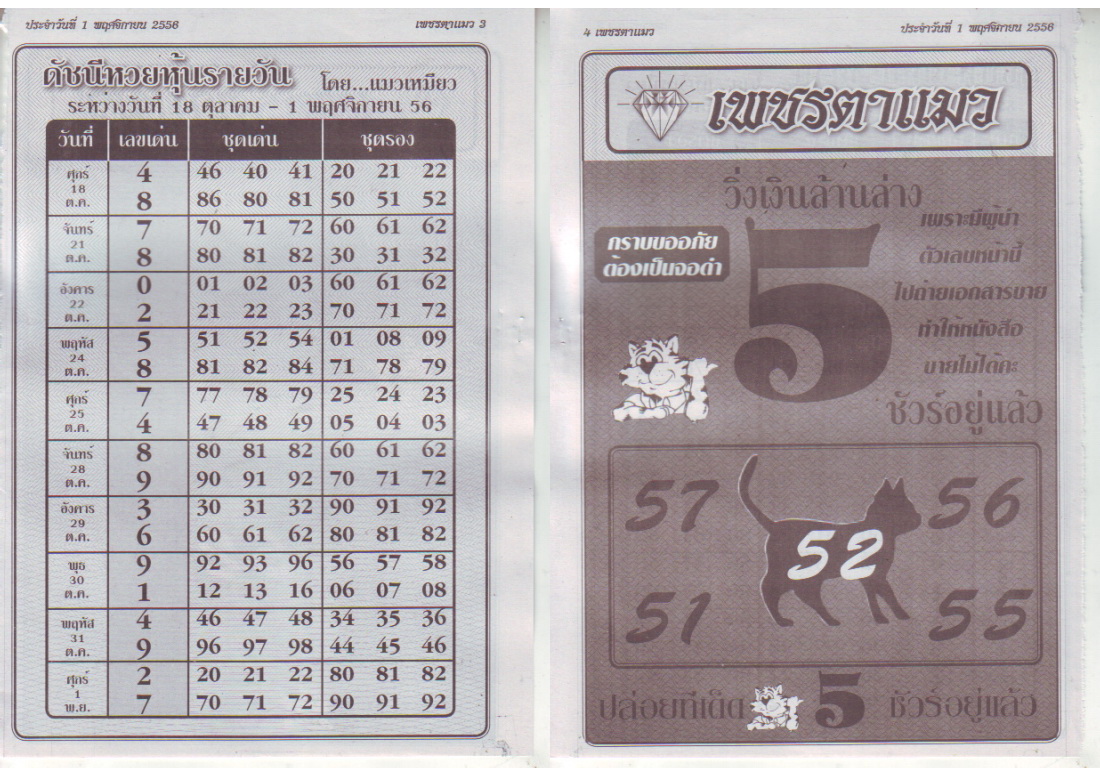 ประจำวันที่ 1 พฤศจิกายน 2556
เพชรตาแมว 3
ดัชนีหวยหุ้นรายวัน
โดย...แมวเหมียว
ระหว่างวันที่ 18 ตุลาคม - 1 พฤศจิกายน 56
วันที่ เลขเด่น ชุดเด่น ชุดรอง
ศุกร์ 18 ต.ค.
4 46 40 41 20 21 22
8 86 80 81 50 51 52
จันทร์ 21 ต.ค.
7 70 71 72 60 61 62
8 80 81 82 30 31 32
อังคาร 22 ต.ค.
0 01 02 03 60 61 62
2 21 22 23 70 71 72
พฤหัส 24 ต.ค.
5 51 52 54 01 08 09
8 81 82 84 71 78 79
ศุกร์ 25 ต.ค.
7 77 78 79 25 24 23
4 47 48 49 05 04 03
จันทร์ 28 ต.ค.
8 80 81 82 60 61 62
9 90 91 92 70 71 72
อังคาร 29 ต.ค.
3 30 31 32 90 91 92
6 60 61 62 80 81 82
พุธ 30 ต.ค.
9 92 93 96 56 57 58
1 12 13 16 06 07 08
พฤหัส 31 ต.ค.
4 46 47 48 34 35 36
9 96 97 98 44 45 46
ศุกร์ 1 พ.ย.
2 20 21 22 80 81 82
7 70 71 72 90 91 92
4 เพชรตาแมว
ประจำวันที่ 1 พฤศจิกายน 2556
เพชรตาแมว
วิ่งเงินล้านล่าง
กราบขออภัย
ต้องเป็นจอดำ
5
เพราะมีผู้นำ
ตัวเลขหน้านี้
ไปถ่ายเอกสารขาย
ทำให้หนังสือ
ขายไม่ได้คะ
ชัวร์อยู่แล้ว
57 56
52
51 55
ปล่อยทีเด็ด 5 ชัวร์อยู่แล้ว